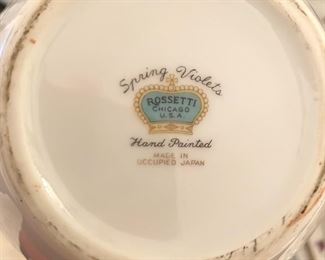 Spring Violets
ROSSETTI
CHICAGO
U.S.A.
Hand Painted
MADE IN
OCCUPIED JAPAN